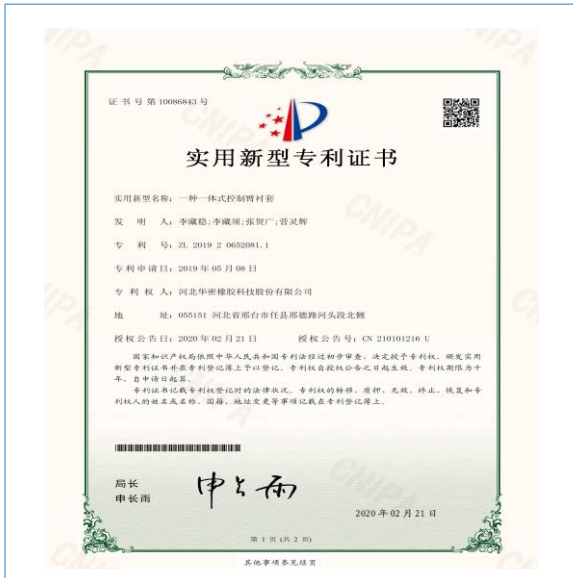 证书号第10086843号
实用新型专利证书
实用新型名称：一种一体式控制臂衬套
发明人：李藏稳;李藏须;张贺广;菅灵辉
专利号：ZL 2019 2 0652081.1
专利申请日：2019年05月08日
专利权人：河北华密橡胶科技股份有限公司
地址：055151 河北省邢台市任县邢德路河头段北侧
授权公告日：2020年02月21日 授权公告号：CN 210101216 U
国家知识产权局依照中华人民共和国专利法经过初步审查，决定授予专利权，颁发实用
新型专利证书并在专利登记簿上予以登记。专利权自授权公告之日起生效。专利权期限为十
年，自申请日起算。
专利证书记载专利权登记时的法律状况。专利权的转移、质押、无效、终止、恢复和专
利权人的姓名或名称、国籍、地址变更等事项记载在专利登记簿上。
局长
申长雨
申长雨
2020年02月21日
第 1 页 (共 2 页)
其他事项参见续页
CNIPA
CNIPA
CNIPA
CNIPA
CNIPA